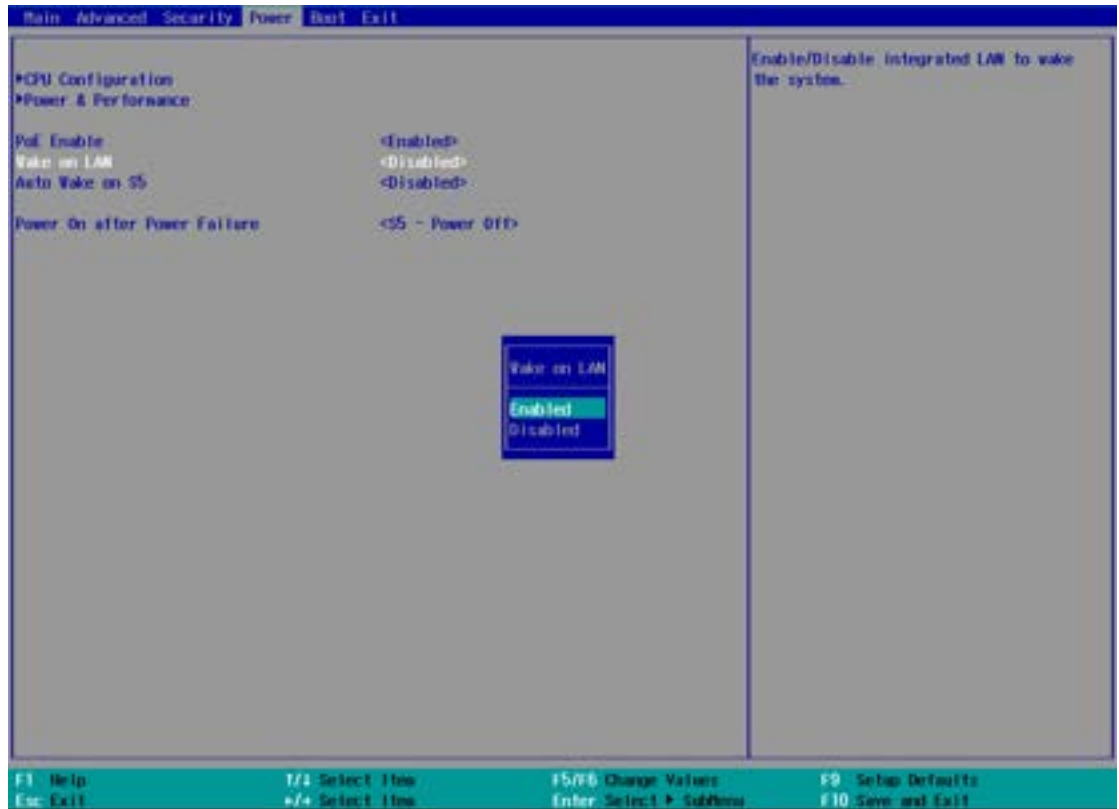 Main Advanced Security Power Boot Exit
CPU Configuration
Power & Performance
PoE Enable <Enabled>
Wake on LAN <Disabled>
Auto Wake on S5 <Disabled>
Power On after Power Failure <S5 - Power Off>
Enable/Disable integrated LAN to wake
the system.
Wake on LAN
Enabled
Disabled
F1 Help ↑/↓ Select Item F5/F6 Change Values F9 Setup Defaults
Esc Exit Select Item Enter Select ▶ SubMenu F10 Save and Exit